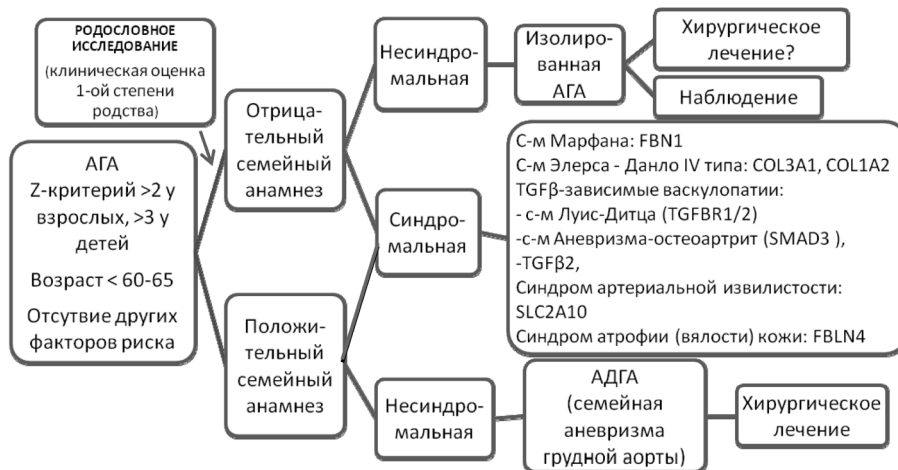 РОДОСЛОВНОЕ
ИССЛЕДОВАНИЕ
(клиническая оценка
1-ой степени
родства)
АГА
Z-критерий >2 у
взрослых, >3 у
детей
Возраст < 60-65
Отсутвие других
факторов риска
Отрица-
тельный
семейный
анамнез
Положи-
тельный
семейный
анамнез
Несиндро-
мальная
Изолиро-
ванная
АГА
Хирургическое
лечение?
Наблюдение
Синдро-
мальная
С-м Марфана: FBN1
С-м Элерса - Данло IV типа: COL3A1, COL1A2
TGFβ-зависимые васкулопатии:
- с-м Луис-Дитца (TGFBR1/2)
-с-м Аневризма-остеоартрит (SMAD3 ),
-TGFβ2,
Синдром артериальной извилистости:
SLC2A10
Синдром атрофии (вялости) кожи: FBLN4
Несиндро-
мальная
АДГА
(семейная
аневризма
грудной аорты)
Хирургическое
лечение